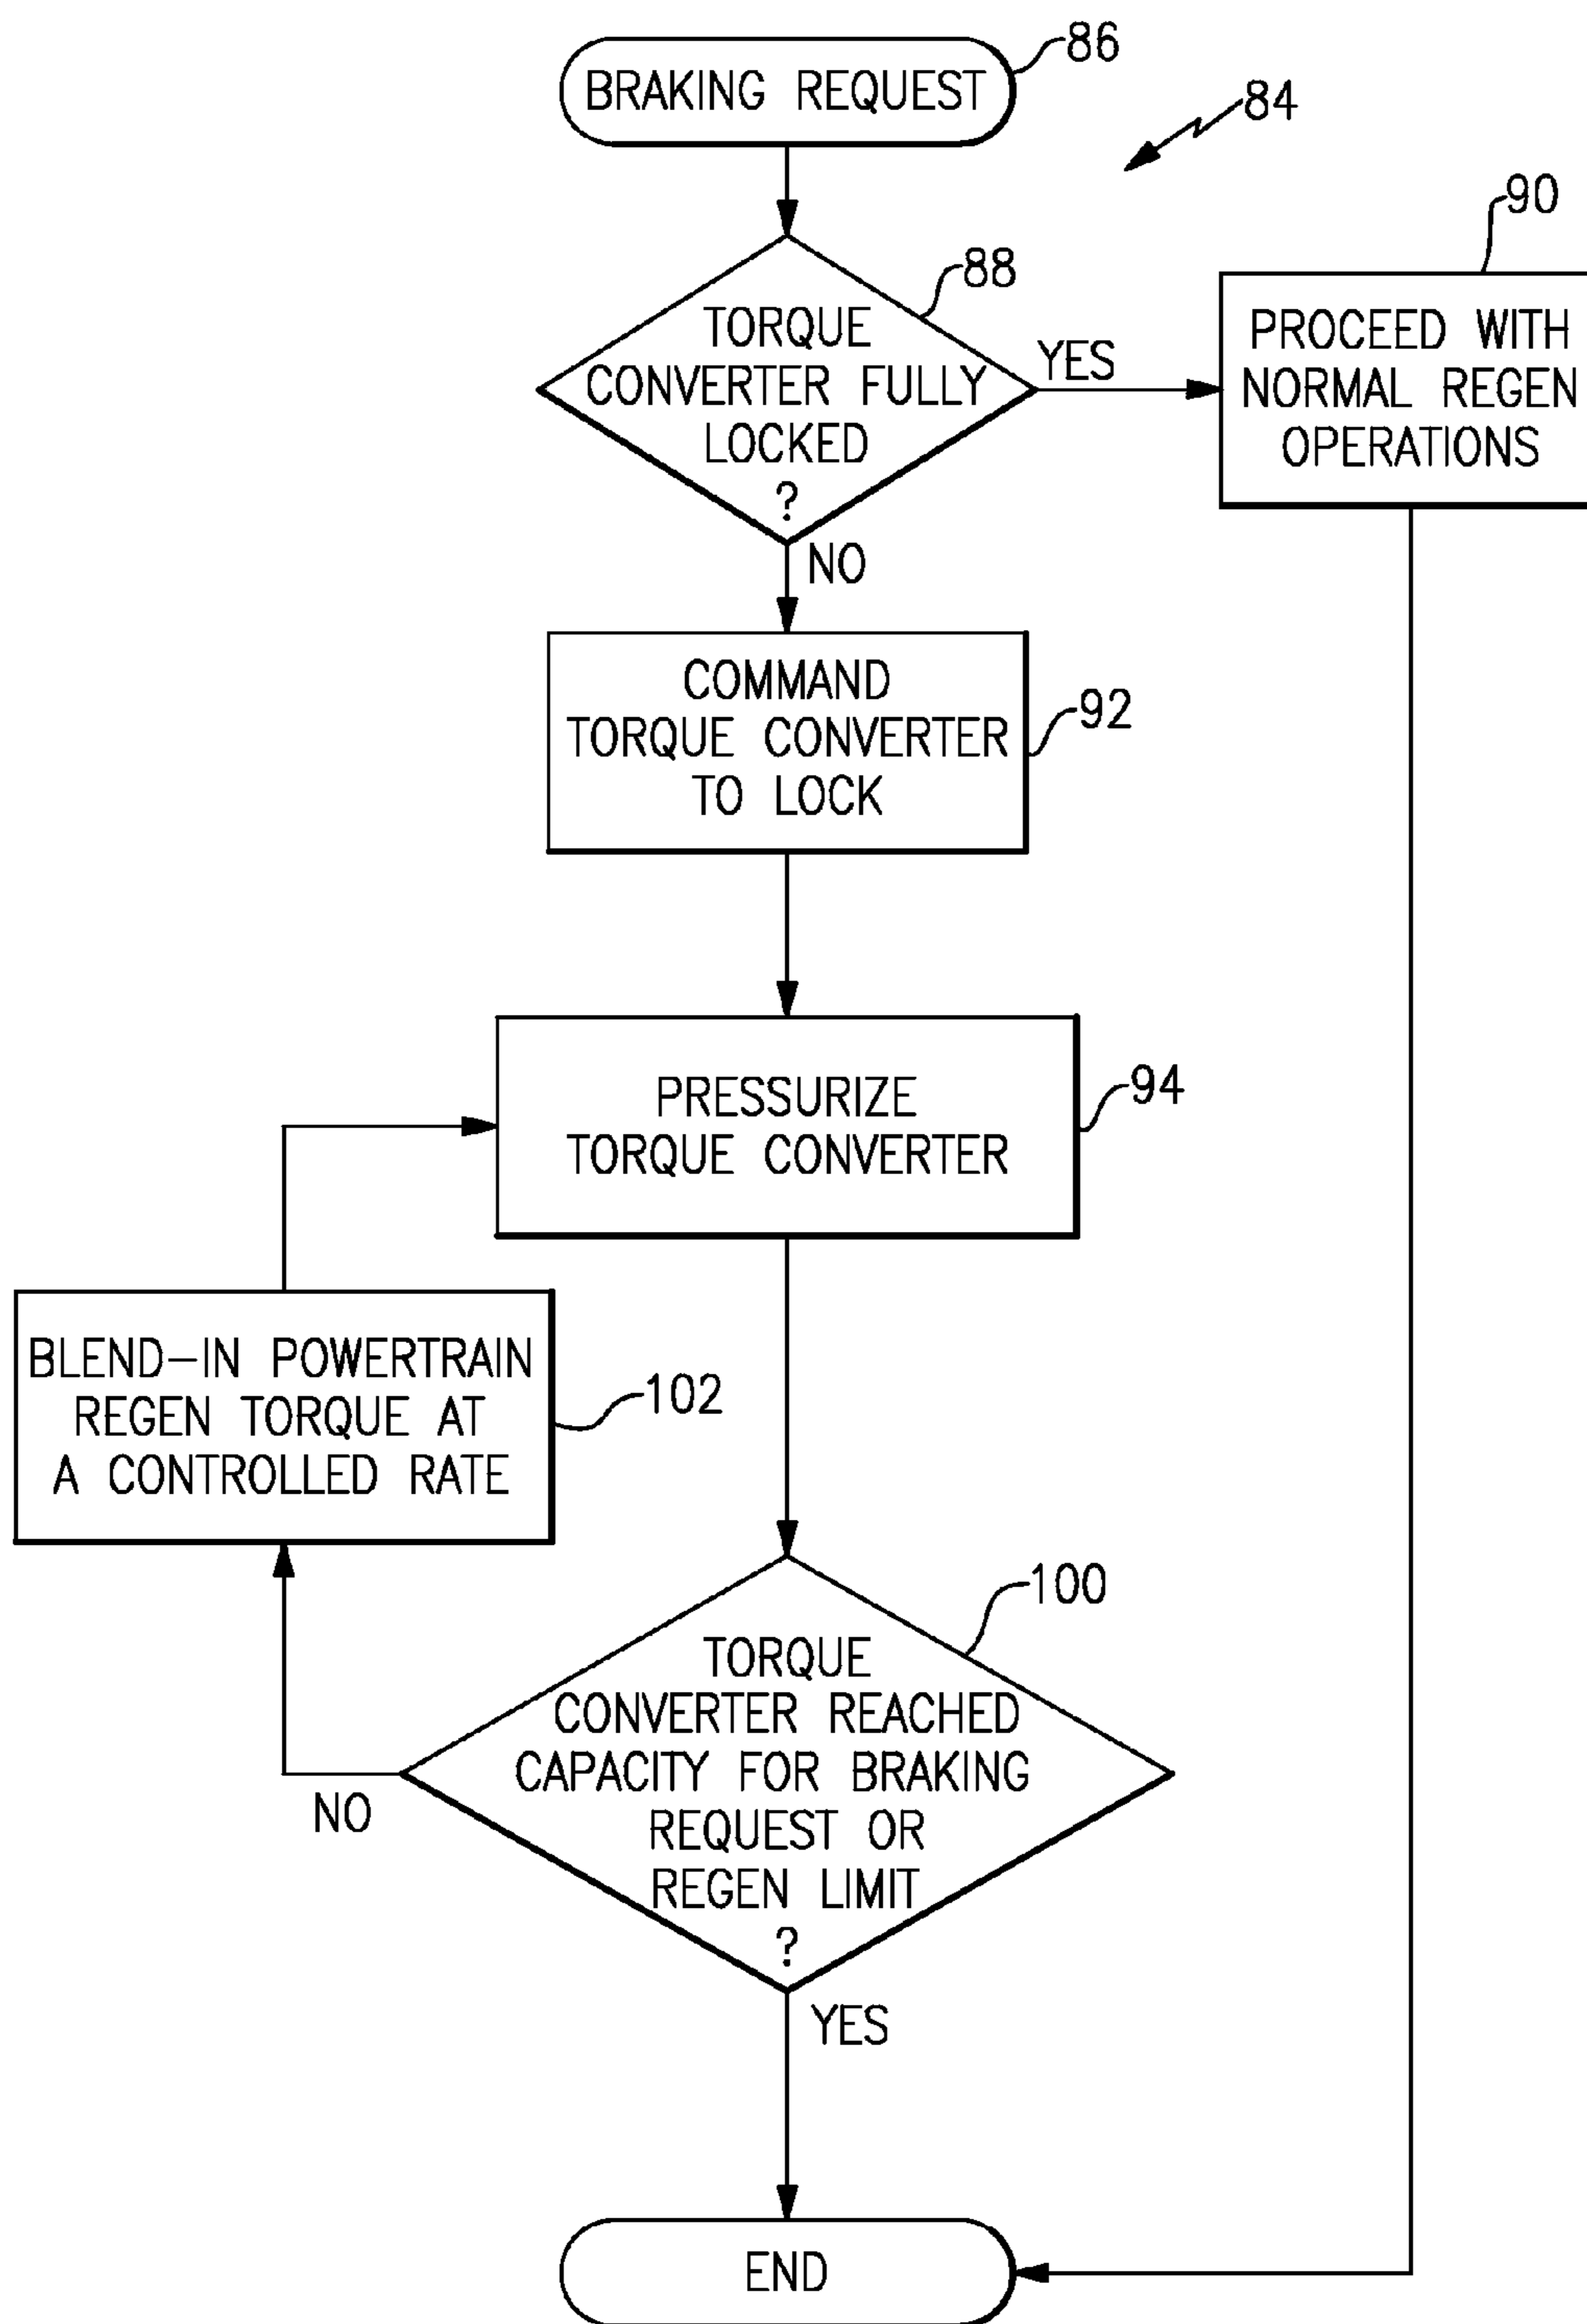 BRAKING REQUEST
86
84
90
88
TORQUE
CONVERTER FULLY
LOCKED
?
YES
PROCEED WITH
NORMAL REGEN
OPERATIONS
NO
COMMAND
TORQUE CONVERTER
TO LOCK
92
PRESSURIZE
TORQUE CONVERTER
94
BLEND-IN POWERTRAIN
REGEN TORQUE AT
A CONTROLLED RATE
102
100
TORQUE
CONVERTER REACHED
CAPACITY FOR BRAKING
REQUEST OR
REGEN LIMIT
?
NO
YES
END